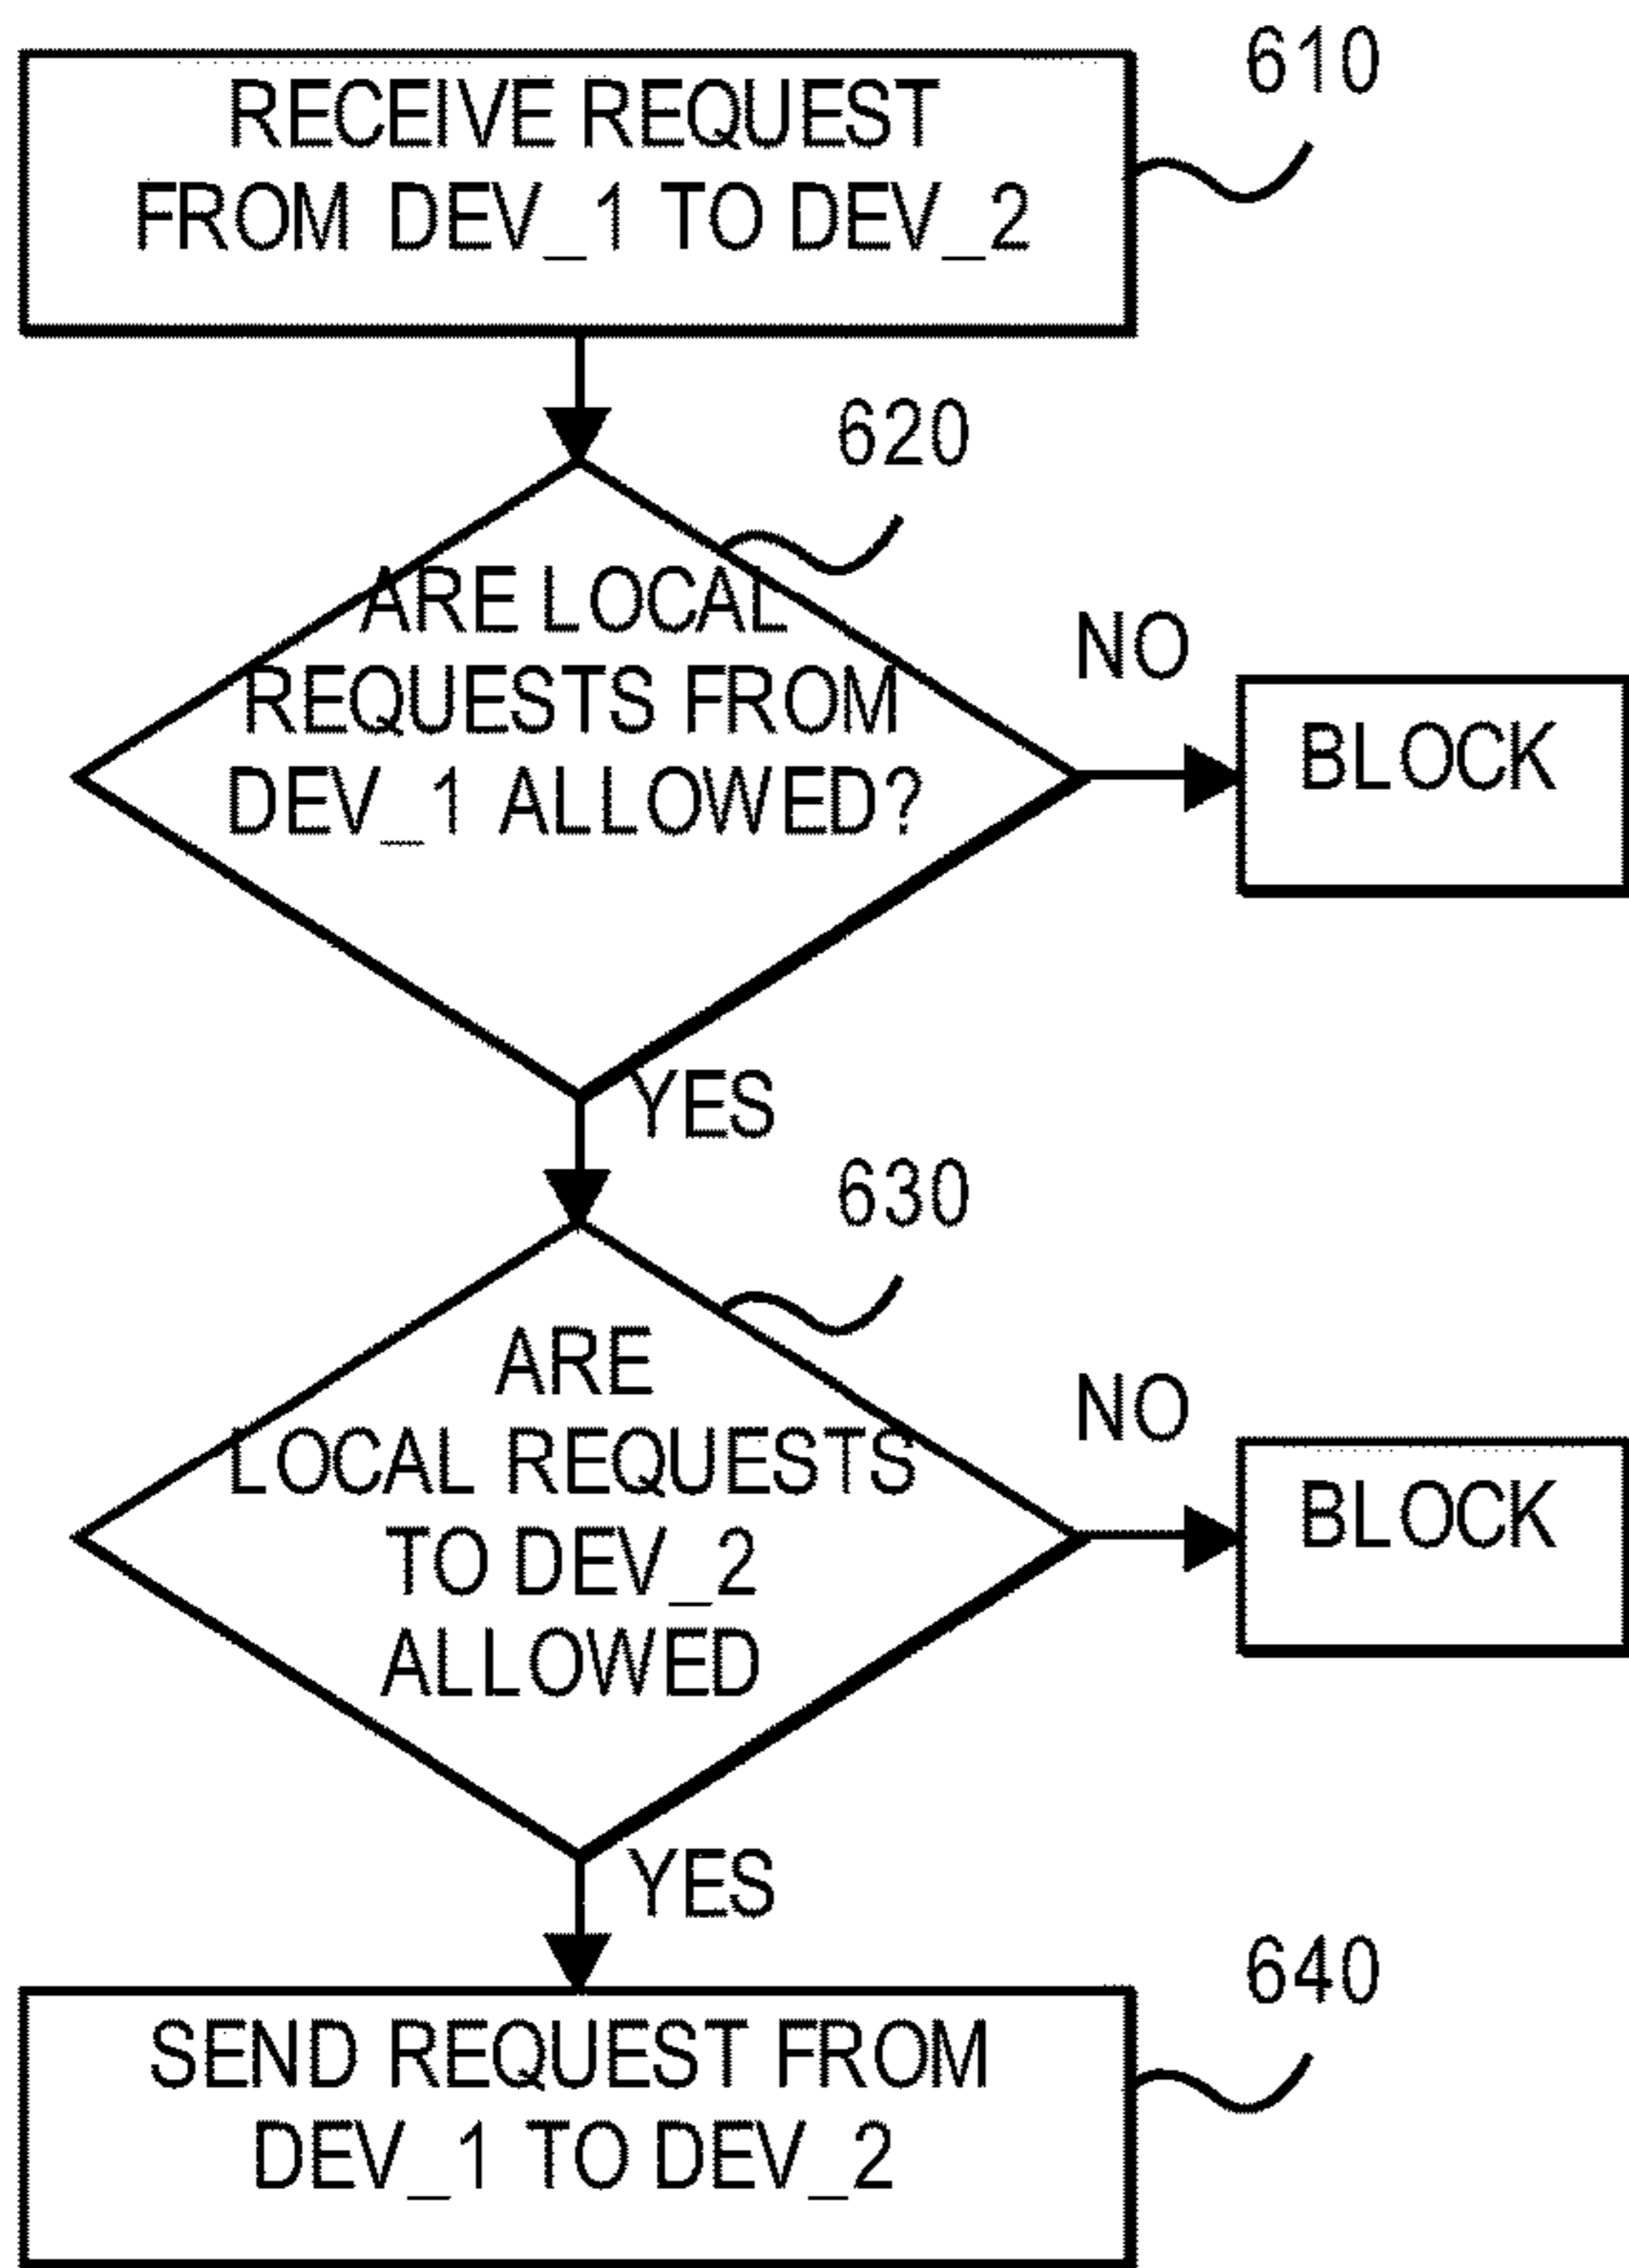 610
RECEIVE REQUEST
FROM DEV_1 TO DEV_2
620
ARE LOCAL
REQUESTS FROM
DEV_1 ALLOWED?
NO
BLOCK
YES
630
ARE
LOCAL REQUESTS
TO DEV_2
ALLOWED
NO
BLOCK
YES
640
SEND REQUEST FROM
DEV_1 TO DEV_2